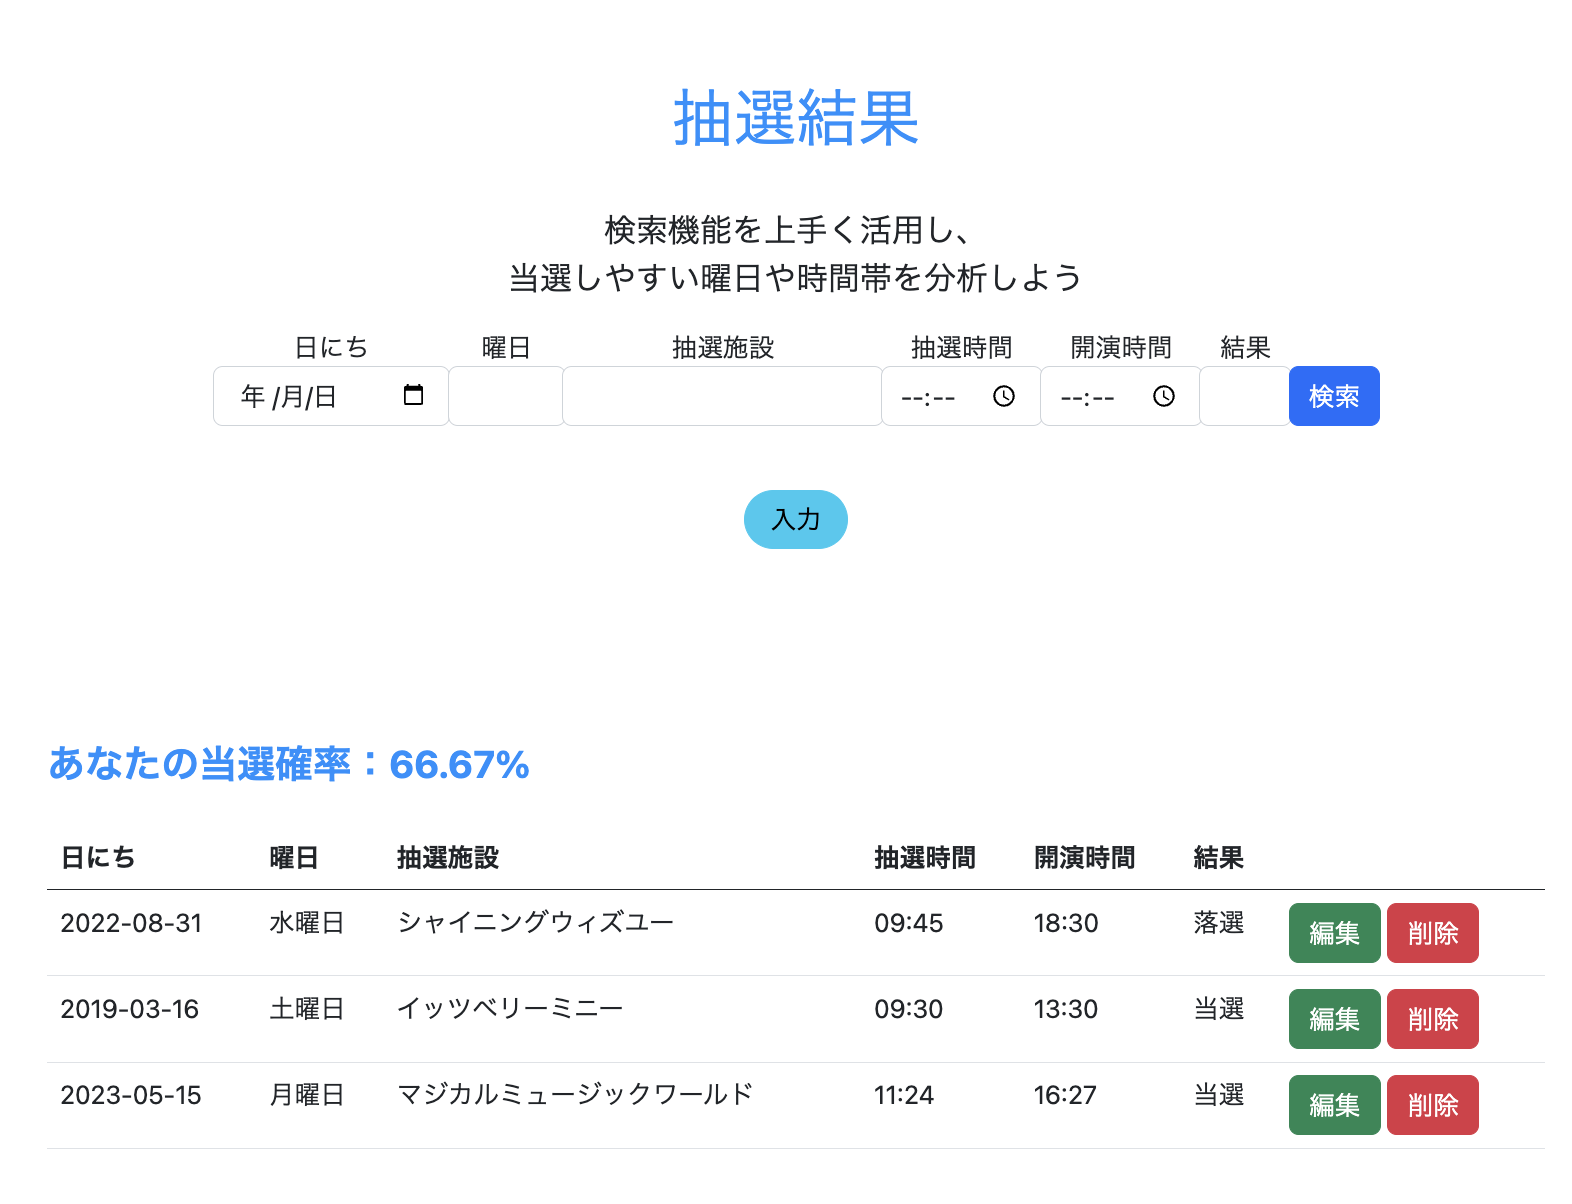 抽選結果
検索機能を上手く活用し、
当選しやすい曜日や時間帯を分析しよう
日にち 曜日 抽選施設 抽選時間 開演時間 結果
年 /月/日 --:-- --:-- 検索
入力
あなたの当選確率：66.67%
日にち 曜日 抽選施設 抽選時間 開演時間 結果
2022-08-31 水曜日 シャイニングウィズユー 09:45 18:30 落選 編集 削除
2019-03-16 土曜日 イッツベリーミニー 09:30 13:30 当選 編集 削除
2023-05-15 月曜日 マジカルミュージックワールド 11:24 16:27 当選 編集 削除